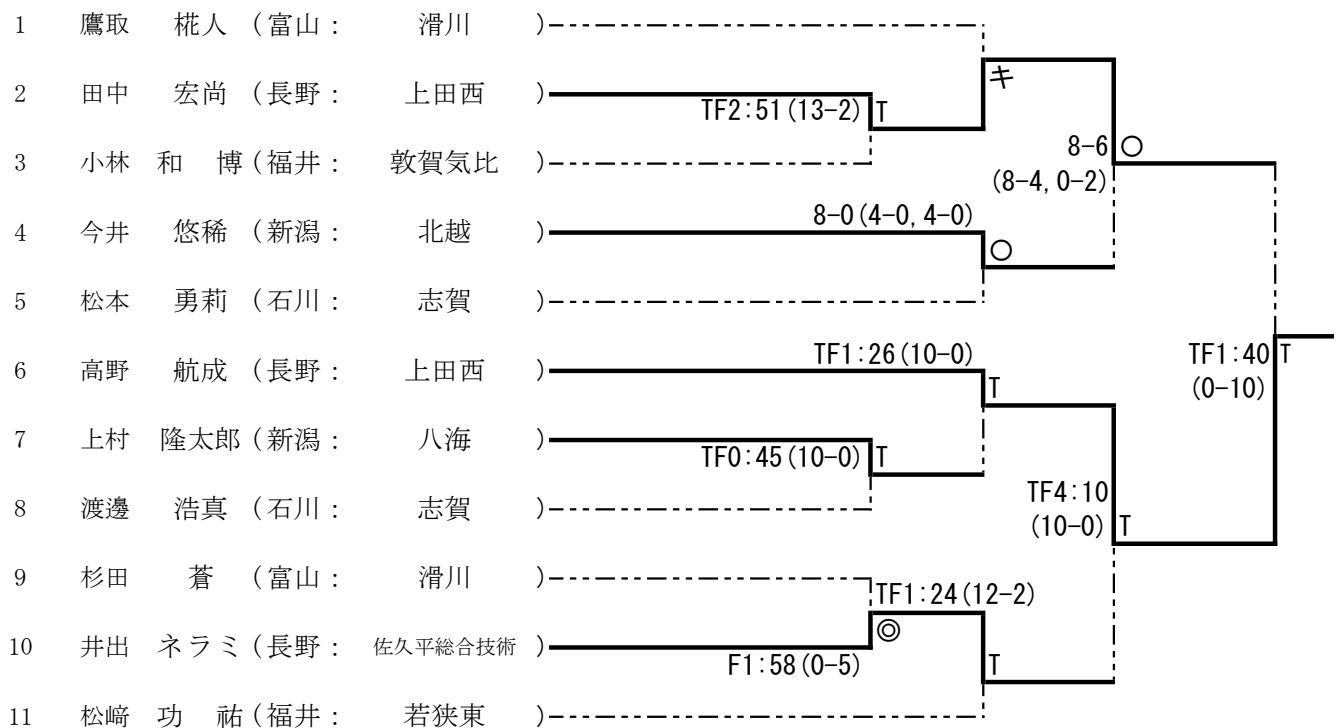 1 鷹取 椛人 (富山: 滑川 )
キ
2 田中 宏尚 (長野: 上田西 )
TF2:51(13-2) T
8-6 ○
3 小林 和 博(福井: 敦賀気比 )
(8-4,0-2)
8-0(4-0,4-0)
4 今井 悠稀 (新潟: 北越 )
○
5 松本 勇莉 (石川: 志賀 )
TF1:26(10-0) TF1:40 T
6 高野 航成 (長野: 上田西 )
T (0-10)
7 上村 隆太郎(新潟: 八海 )
TF0:45(10-0) T
TF4:10
8 渡邊 浩真 (石川: 志賀 )
(10-0) T
9 杉田 蒼 (富山: 滑川 )
TF1:24(12-2)
◎
10 井出 ネラミ(長野: 佐久平総合技術 )
F1:58(0-5) T
11 松﨑 功 祐(福井: 若狭東 )